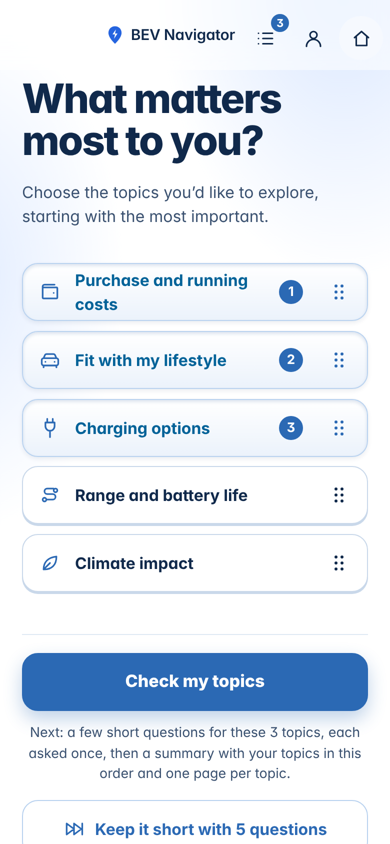 BEV Navigator
3
What matters
most to you?
Choose the topics you’d like to explore,
starting with the most important.
Purchase and running
costs
1
Fit with my lifestyle
2
Charging options
3
Range and battery life
Climate impact
Check my topics
Next: a few short questions for these 3 topics, each
asked once, then a summary with your topics in this
order and one page per topic.
Keep it short with 5 questions